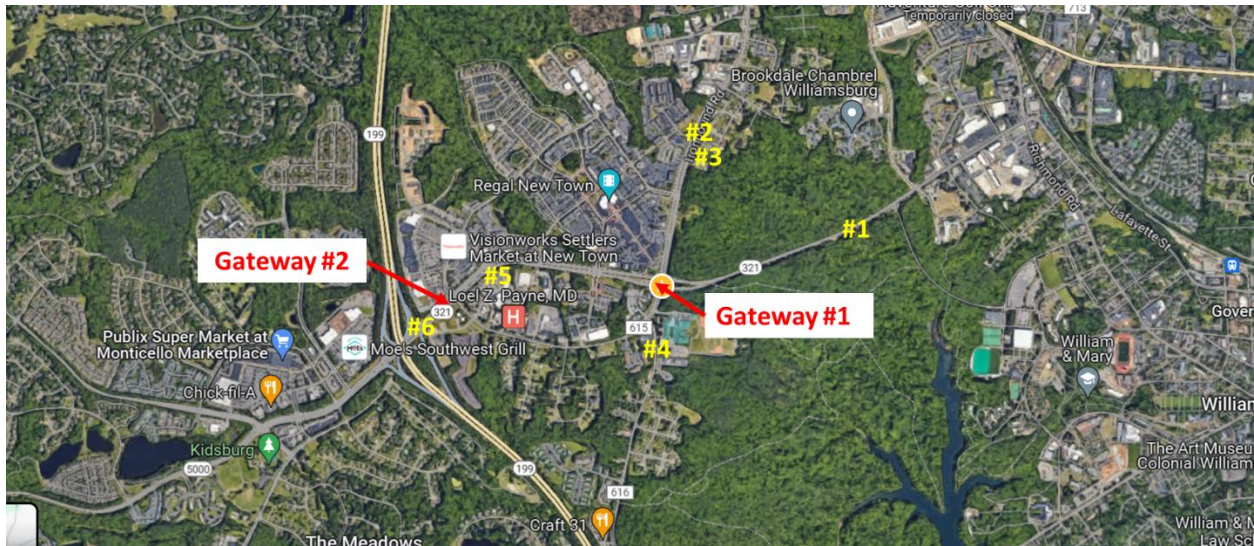 Temporarily closed
713
Brookdale Chambrel
Williamsburg
199
#2
#3
Regal New Town
Richmond Rd
Lafayette St
#1
Visionworks Settlers
Market at New Town
Gateway #2
#5
321
Loel Z. Payne, MD
Gateway #1
321
H
615
#6
#4
Publix Super Market at
Monticello Marketplace
Moe's Southwest Grill
William
& Mary
Chick-fil-A
Kidsburg
5000
199
616
The Art
Colonial
Craft 31
The Meadows
William &